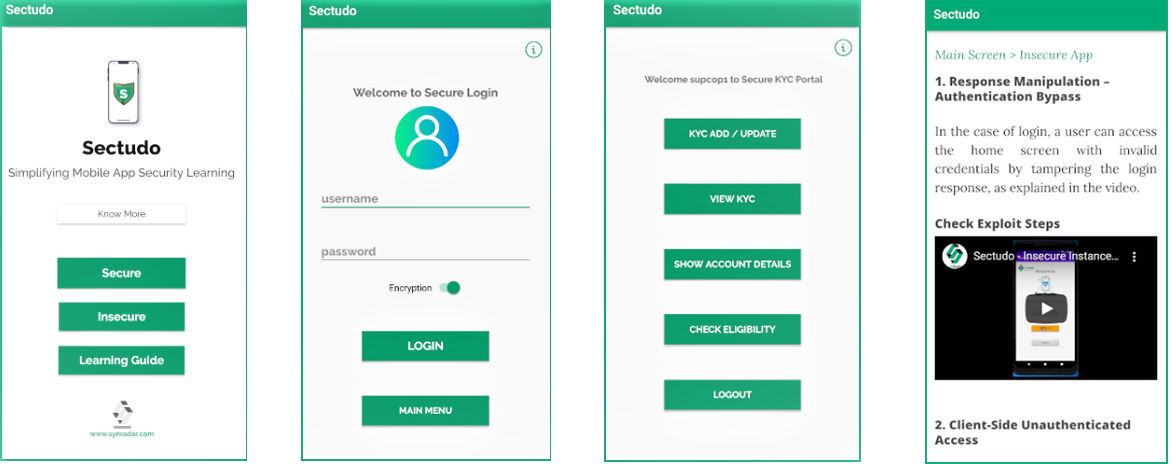 Sectudo
S
Sectudo
Simplifying Mobile App Security Learning
Know More
Secure
Insecure
Learning Guide
www.synradar.com
Sectudo
i
Welcome to Secure Login
username
password
Encryption
LOGIN
MAIN MENU
Sectudo
i
Welcome supcop1 to Secure KYC Portal
KYC ADD / UPDATE
VIEW KYC
SHOW ACCOUNT DETAILS
CHECK ELIGIBILITY
LOGOUT
Sectudo
Main Screen > Insecure App
1. Response Manipulation –
Authentication Bypass
In the case of login, a user can access
the home screen with invalid
credentials by tampering the login
response, as explained in the video.
Check Exploit Steps
Sectudo - Insecure Instance...
2. Client-Side Unauthenticated
Access